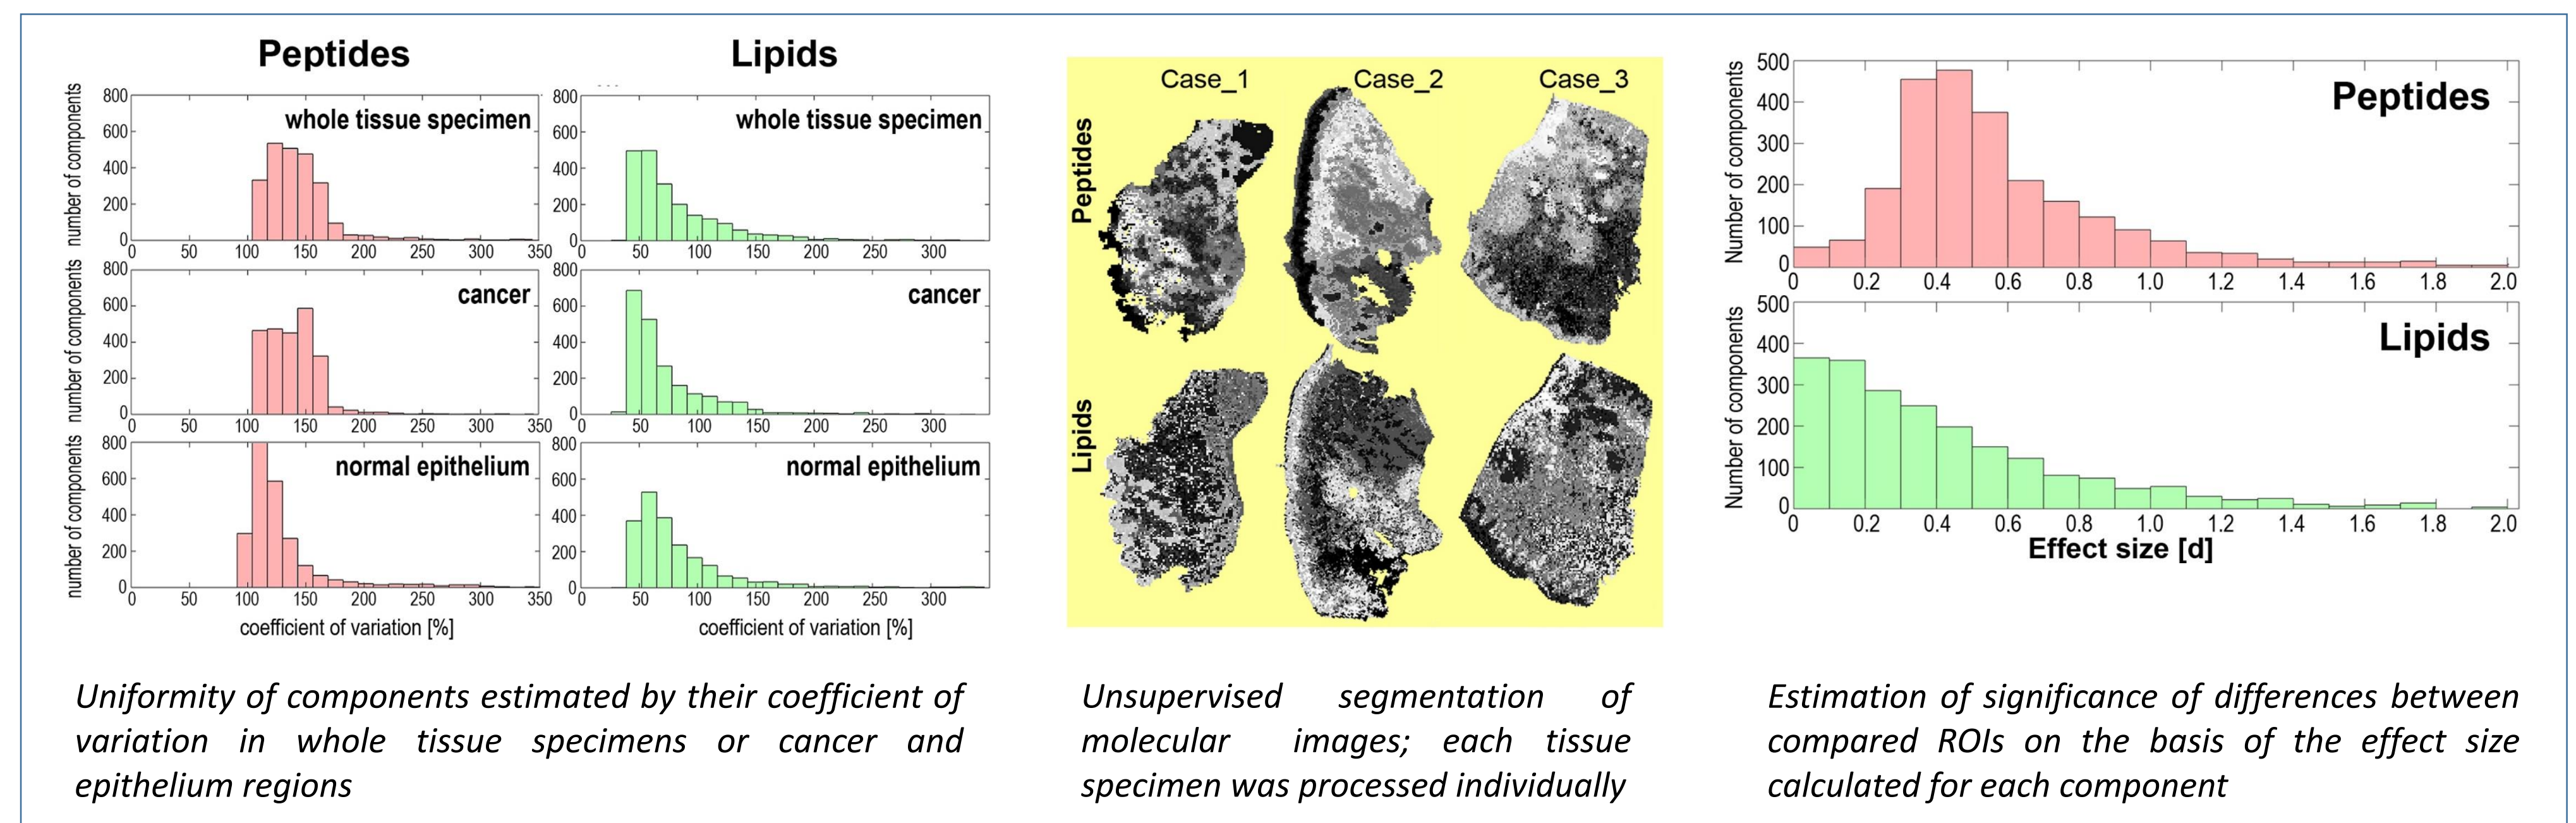 Peptides
Lipids
number of components
800
600
400
200
0
whole tissue specimen
0 50 100 150 200 250 300 350
800
600
400
200
0
whole tissue specimen
0 50 100 150 200 250 300
number of components
800
600
400
200
0
cancer
0 50 100 150 200 250 300 350
800
600
400
200
0
cancer
0 50 100 150 200 250 300
number of components
800
600
400
200
0
normal epithelium
0 50 100 150 200 250 300 350
coefficient of variation [%]
800
600
400
200
0
normal epithelium
0 50 100 150 200 250 300
coefficient of variation [%]
Uniformity of components estimated by their coefficient of
variation in whole tissue specimens or cancer and
epithelium regions
Case_1 Case_2 Case_3
Peptides
Lipids
Unsupervised segmentation of
molecular images; each tissue
specimen was processed individually
Number of components
500
400
300
200
100
0
Peptides
0 0.2 0.4 0.6 0.8 1.0 1.2 1.4 1.6 1.8 2.0
Number of components
500
400
300
200
100
0
Lipids
0 0.2 0.4 0.6 0.8 1.0 1.2 1.4 1.6 1.8 2.0
Effect size [d]
Estimation of significance of differences between
compared ROIs on the basis of the effect size
calculated for each component